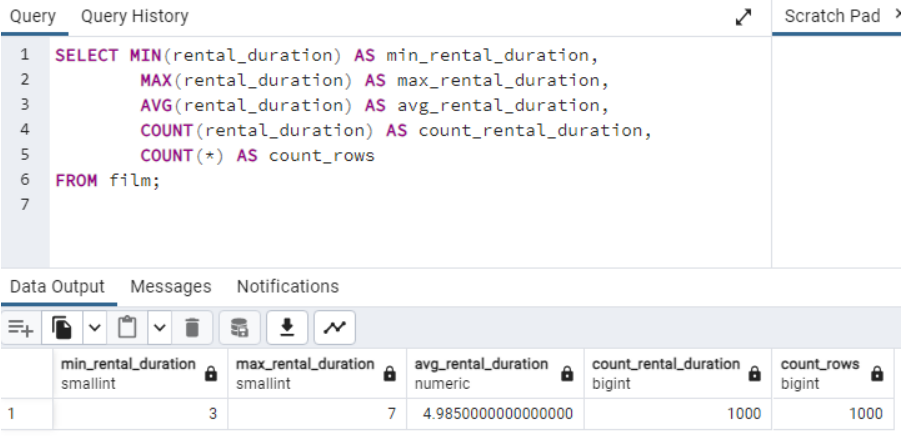 Query Query History Scratch Pad
1 SELECT MIN(rental_duration) AS min_rental_duration,
2 MAX(rental_duration) AS max_rental_duration,
3 AVG(rental_duration) AS avg_rental_duration,
4 COUNT(rental_duration) AS count_rental_duration,
5 COUNT(*) AS count_rows
6 FROM film;
7
Data Output Messages Notifications
min_rental_duration max_rental_duration avg_rental_duration count_rental_duration count_rows
smallint smallint numeric bigint bigint
1 3 7 4.9850000000000000 1000 1000